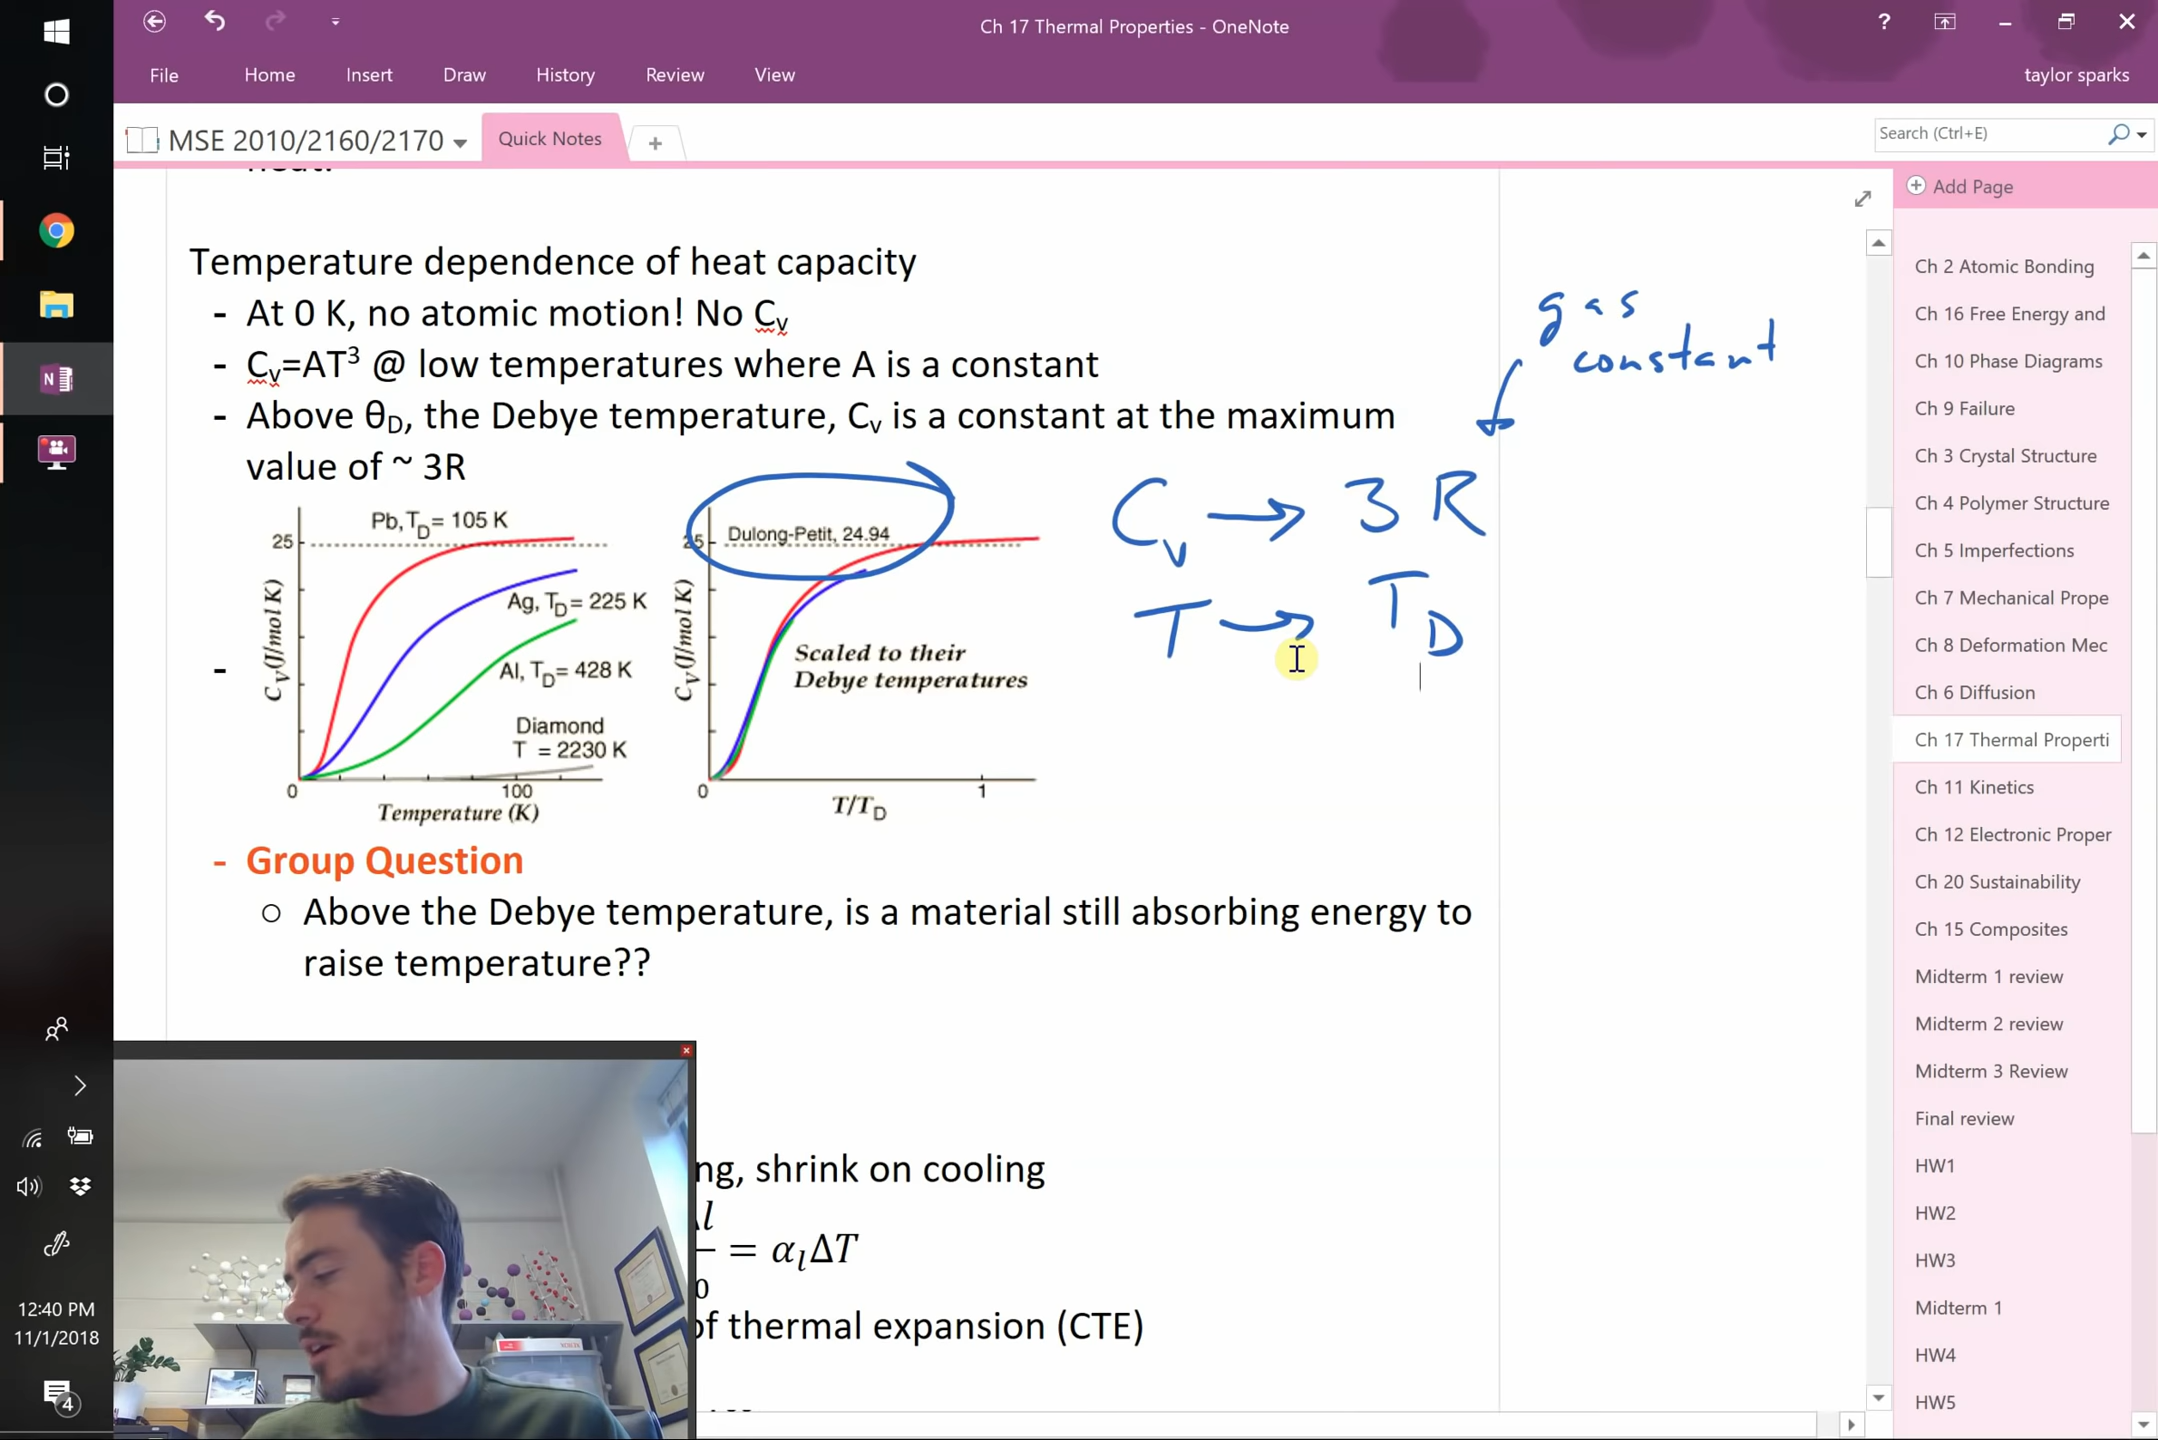 Ch 17 Thermal Properties - OneNote
?
File Home Insert Draw History Review View
taylor sparks
MSE 2010/2160/2170
Quick Notes
+
Search (Ctrl+E)
heat.
Temperature dependence of heat capacity
- At 0 K, no atomic motion! No Cᵥ
- Cᵥ=AT³ @ low temperatures where A is a constant
- Above θD, the Debye temperature, Cᵥ is a constant at the maximum
value of ~ 3R
-
Pb, TD = 105 K
25
Ag, TD = 225 K
Al, TD = 428 K
Diamond
T = 2230 K
CV (J/mol K)
0
100
Temperature (K)
Dulong-Petit, 24.94
25
Scaled to their
Debye temperatures
CV (J/mol K)
0
1
T/TD
gas
constant
Cv → 3 R
T → TD
- Group Question
○ Above the Debye temperature, is a material still absorbing energy to
raise temperature??
ng, shrink on cooling
l
— = αlΔT
0
of thermal expansion (CTE)
Add Page
Ch 2 Atomic Bonding
Ch 16 Free Energy and
Ch 10 Phase Diagrams
Ch 9 Failure
Ch 3 Crystal Structure
Ch 4 Polymer Structure
Ch 5 Imperfections
Ch 7 Mechanical Prope
Ch 8 Deformation Mec
Ch 6 Diffusion
Ch 17 Thermal Properti
Ch 11 Kinetics
Ch 12 Electronic Proper
Ch 20 Sustainability
Ch 15 Composites
Midterm 1 review
Midterm 2 review
Midterm 3 Review
Final review
HW1
HW2
HW3
Midterm 1
HW4
HW5
N
12:40 PM
11/1/2018
4